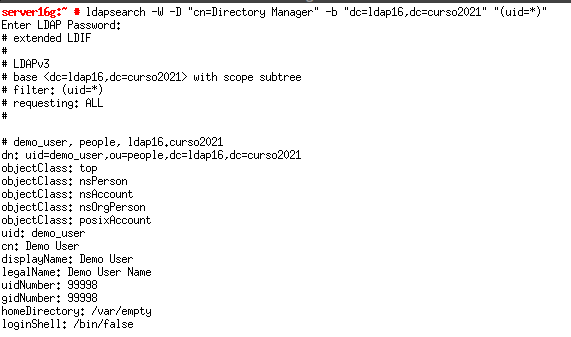 server16g:~ # ldapsearch -W -D "cn=Directory Manager" -b "dc=ldap16,dc=curso2021" "(uid=*)"
Enter LDAP Password:
# extended LDIF
#
# LDAPv3
# base <dc=ldap16,dc=curso2021> with scope subtree
# filter: (uid=*)
# requesting: ALL
#

# demo_user, people, ldap16.curso2021
dn: uid=demo_user,ou=people,dc=ldap16,dc=curso2021
objectClass: top
objectClass: nsPerson
objectClass: nsAccount
objectClass: nsOrgPerson
objectClass: posixAccount
uid: demo_user
cn: Demo User
displayName: Demo User
legalName: Demo User Name
uidNumber: 99998
gidNumber: 99998
homeDirectory: /var/empty
loginShell: /bin/false